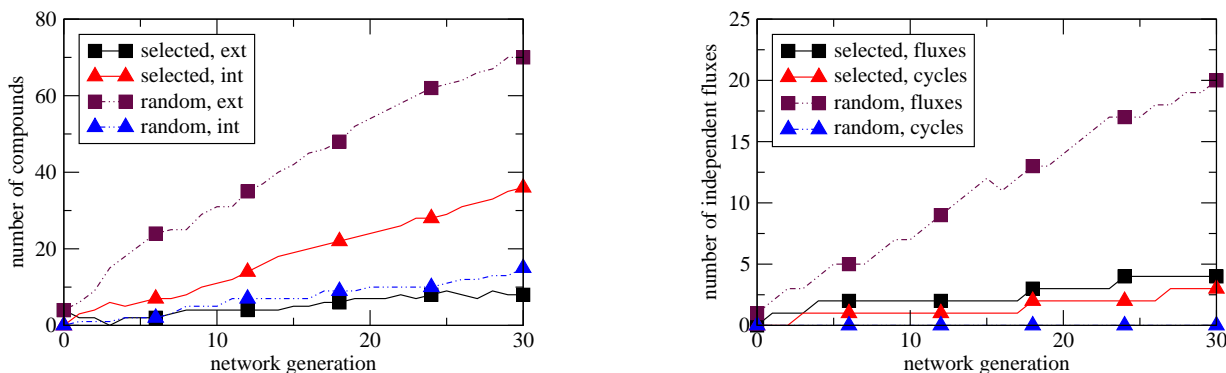 number of compounds
80
60
40
20
0
selected, ext
selected, int
random, ext
random, int
0
10
20
30
network generation
number of independent fluxes
25
20
15
10
5
0
selected, fluxes
selected, cycles
random, fluxes
random, cycles
0
10
20
30
network generation